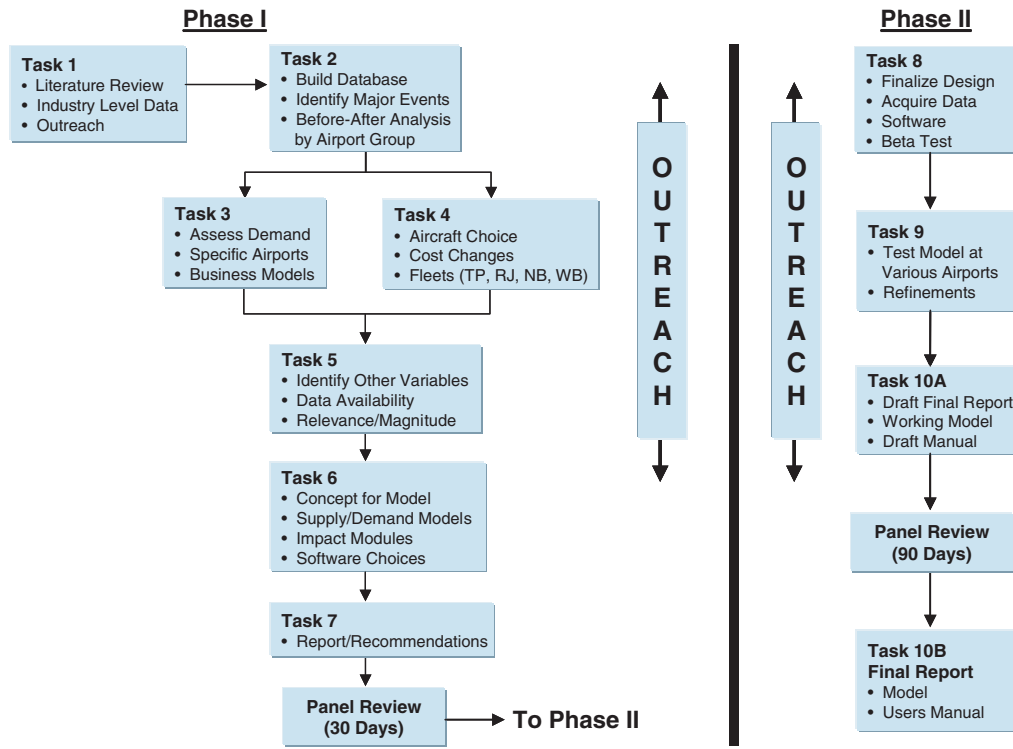 Phase I
Task 1
• Literature Review
• Industry Level Data
• Outreach
Task 2
• Build Database
• Identify Major Events
• Before-After Analysis
by Airport Group
Task 3
• Assess Demand
• Specific Airports
• Business Models
Task 4
• Aircraft Choice
• Cost Changes
• Fleets (TP, RJ, NB, WB)
Task 5
• Identify Other Variables
• Data Availability
• Relevance/Magnitude
Task 6
• Concept for Model
• Supply/Demand Models
• Impact Modules
• Software Choices
Task 7
• Report/Recommendations
Panel Review
(30 Days)
To Phase II
OUTREACH
Phase II
OUTREACH
Task 8
• Finalize Design
• Acquire Data
• Software
• Beta Test
Task 9
• Test Model at
Various Airports
• Refinements
Task 10A
• Draft Final Report
• Working Model
• Draft Manual
Panel Review
(90 Days)
Task 10B
Final Report
• Model
• Users Manual